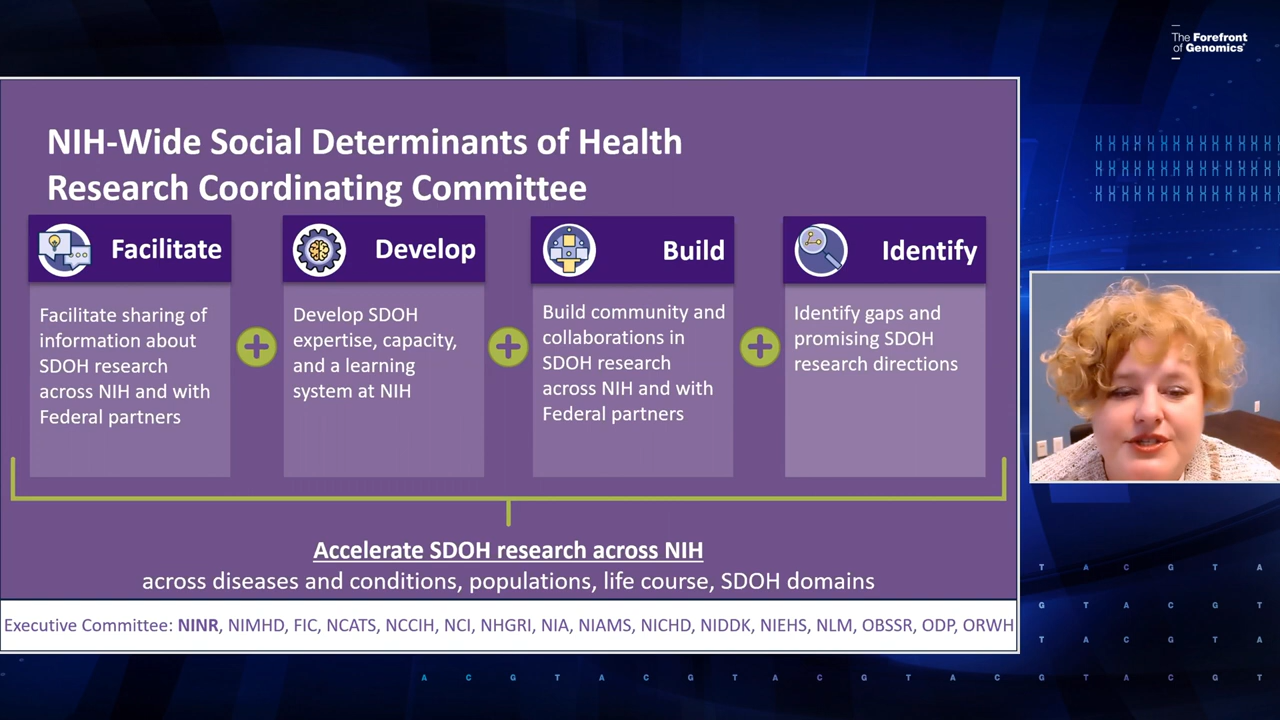 The Forefront
of Genomics
NIH-Wide Social Determinants of Health
Research Coordinating Committee
Facilitate
Facilitate sharing of
information about
SDOH research
across NIH and with
Federal partners
Develop
Develop SDOH
expertise, capacity,
and a learning
system at NIH
Build
Build community and
collaborations in
SDOH research
across NIH and with
Federal partners
Identify
Identify gaps and
promising SDOH
research directions
Accelerate SDOH research across NIH
across diseases and conditions, populations, life course, SDOH domains
Executive Committee: NINR, NIMHD, FIC, NCATS, NCCIH, NCI, NHGRI, NIA, NIAMS, NICHD, NIDDK, NIEHS, NLM, OBSSR, ODP, ORWH
T A C G T A
G T A C G T
T A C G T A
A C G T A C G T A C G T A C G T A C G T